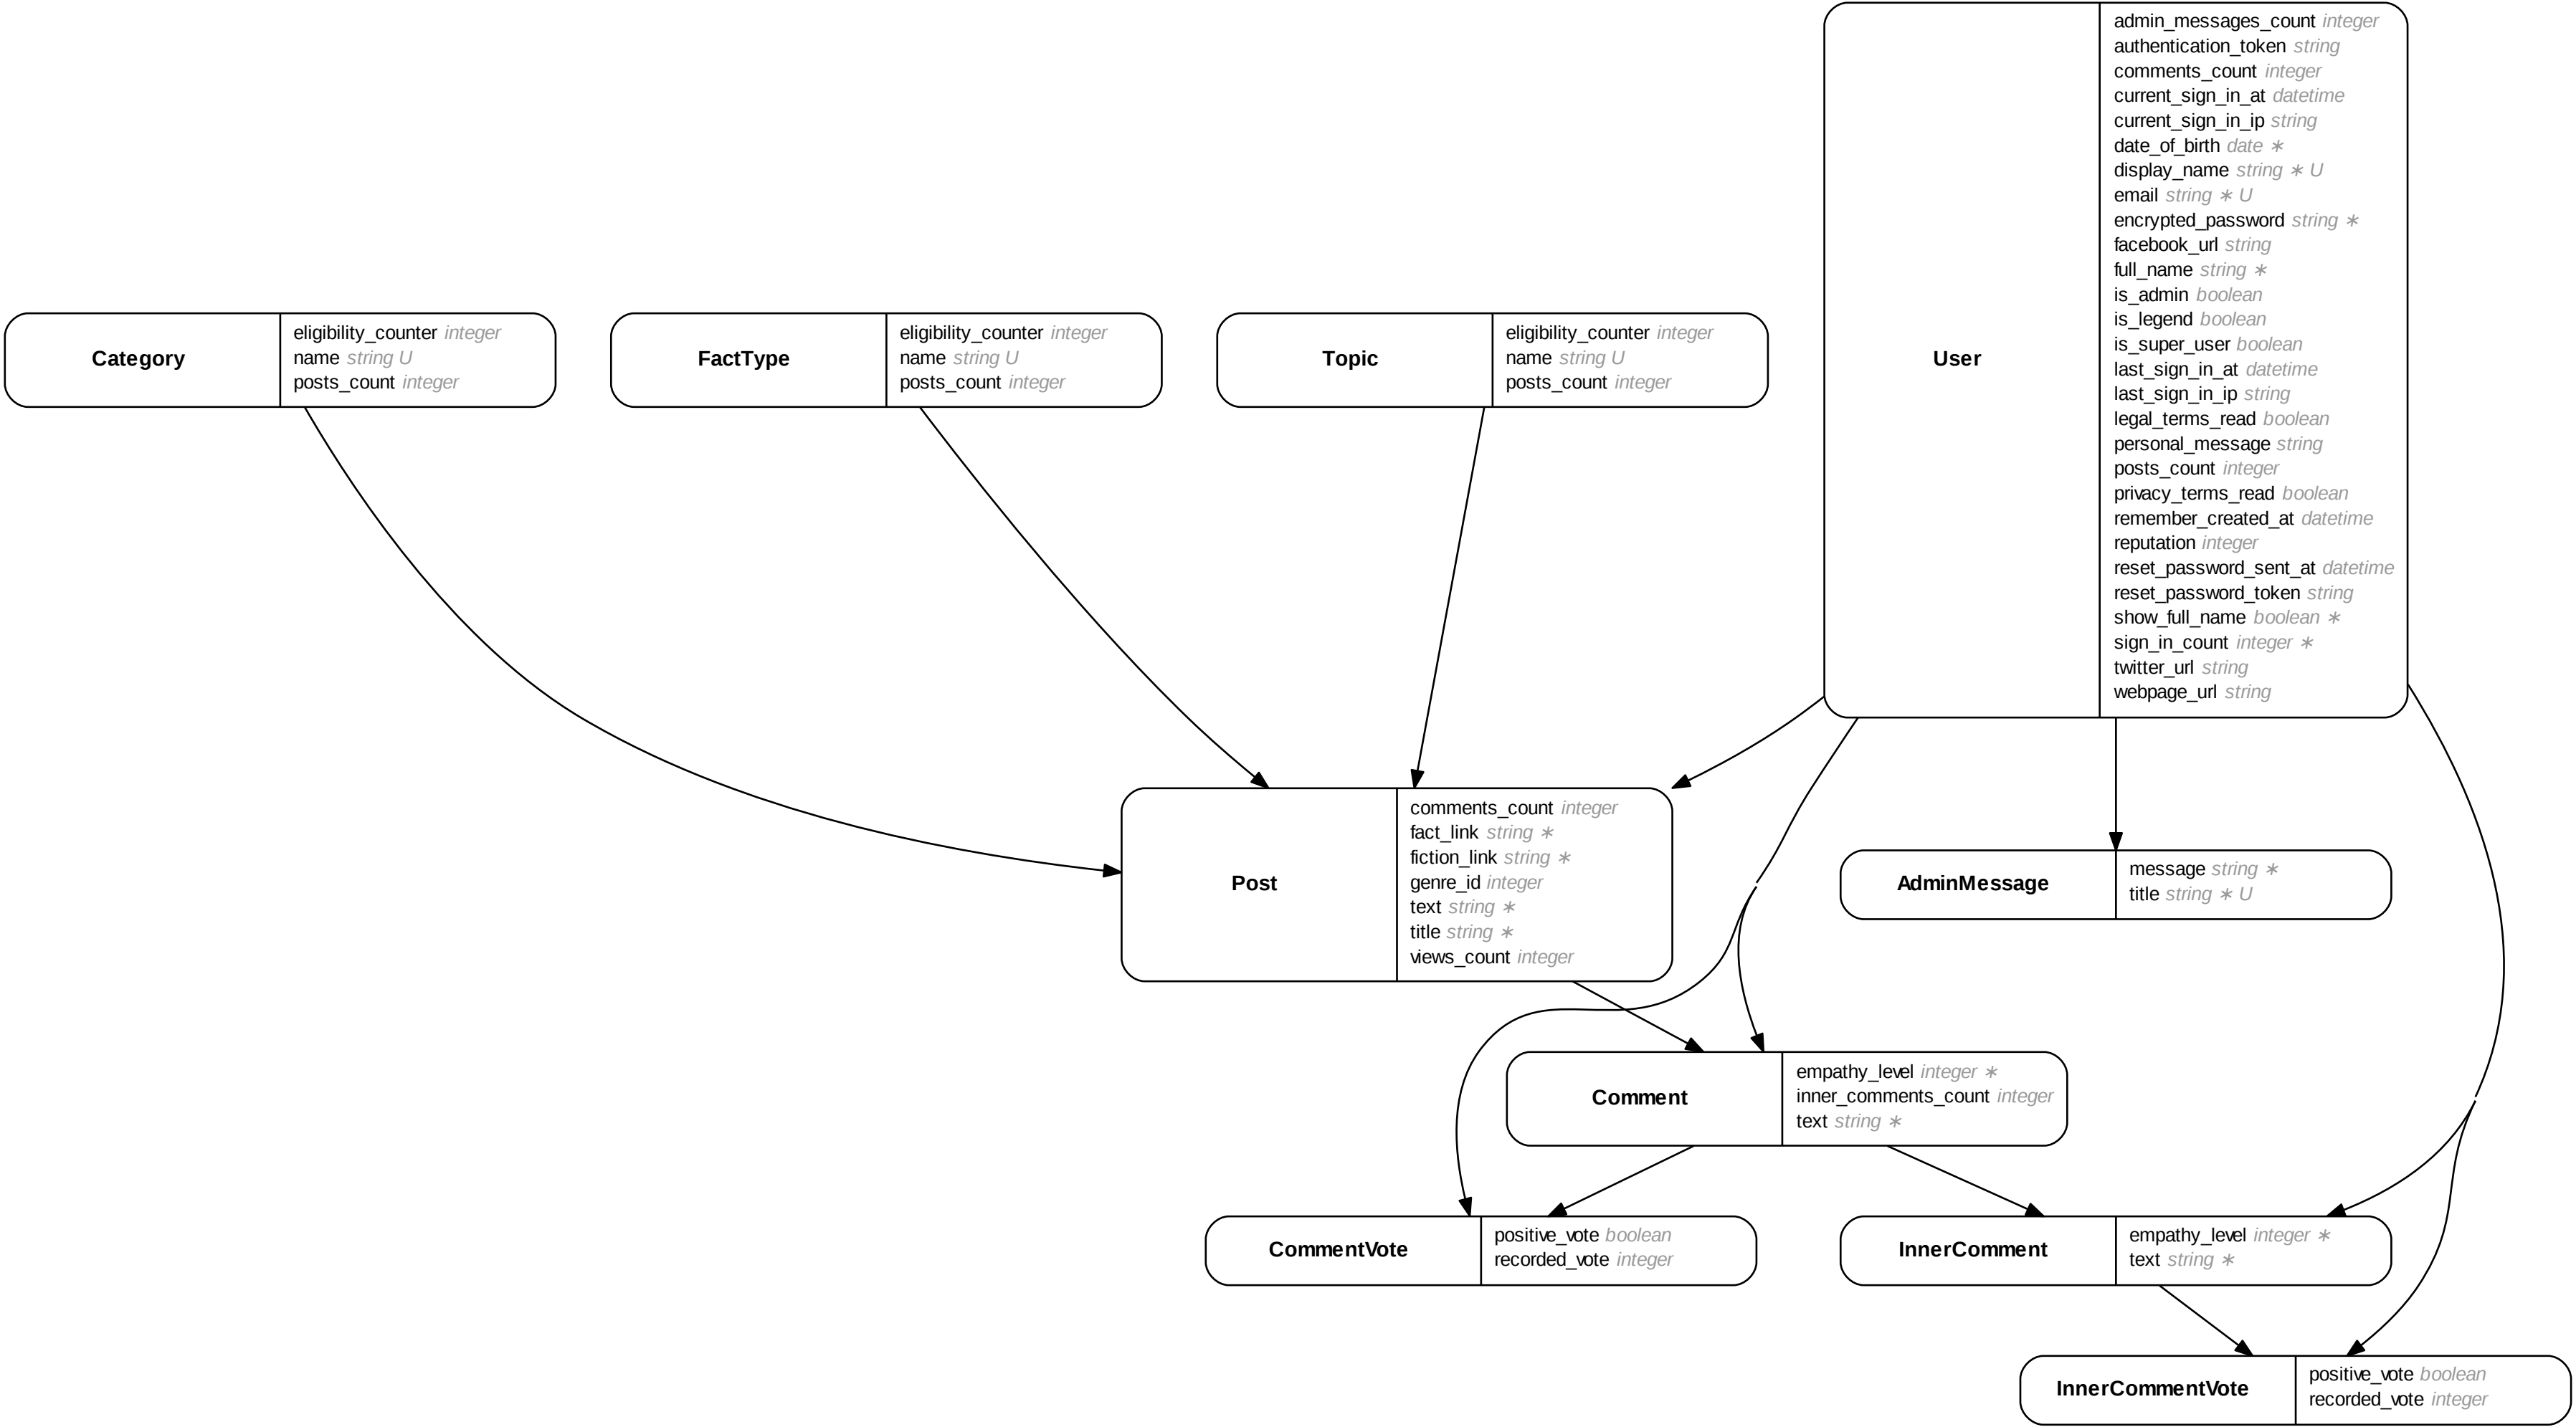 User
admin_messages_count integer
authentication_token string
comments_count integer
current_sign_in_at datetime
current_sign_in_ip string
date_of_birth date ∗
display_name string ∗ U
email string ∗ U
encrypted_password string ∗
facebook_url string
full_name string ∗
is_admin boolean
is_legend boolean
is_super_user boolean
last_sign_in_at datetime
last_sign_in_ip string
legal_terms_read boolean
personal_message string
posts_count integer
privacy_terms_read boolean
remember_created_at datetime
reputation integer
reset_password_sent_at datetime
reset_password_token string
show_full_name boolean ∗
sign_in_count integer ∗
twitter_url string
webpage_url string
Category
eligibility_counter integer
name string U
posts_count integer
FactType
eligibility_counter integer
name string U
posts_count integer
Topic
eligibility_counter integer
name string U
posts_count integer
Post
comments_count integer
fact_link string ∗
fiction_link string ∗
genre_id integer
text string ∗
title string ∗
views_count integer
AdminMessage
message string ∗
title string ∗ U
Comment
empathy_level integer ∗
inner_comments_count integer
text string ∗
CommentVote
positive_vote boolean
recorded_vote integer
InnerComment
empathy_level integer ∗
text string ∗
InnerCommentVote
positive_vote boolean
recorded_vote integer